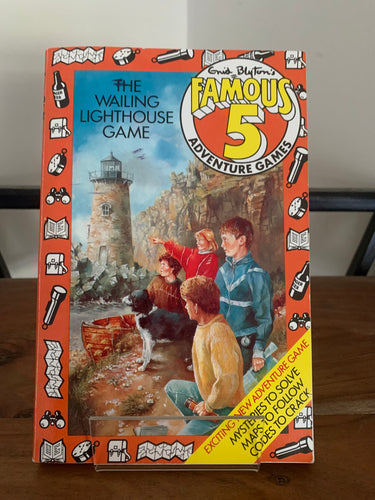 THE
WAILING
LIGHTHOUSE
GAME
Enid Blyton's
FAMOUS
5
ADVENTURE GAMES
EXCITING NEW ADVENTURE GAME
MYSTERIES TO SOLVE
MAPS TO FOLLOW
CODES TO CRACK